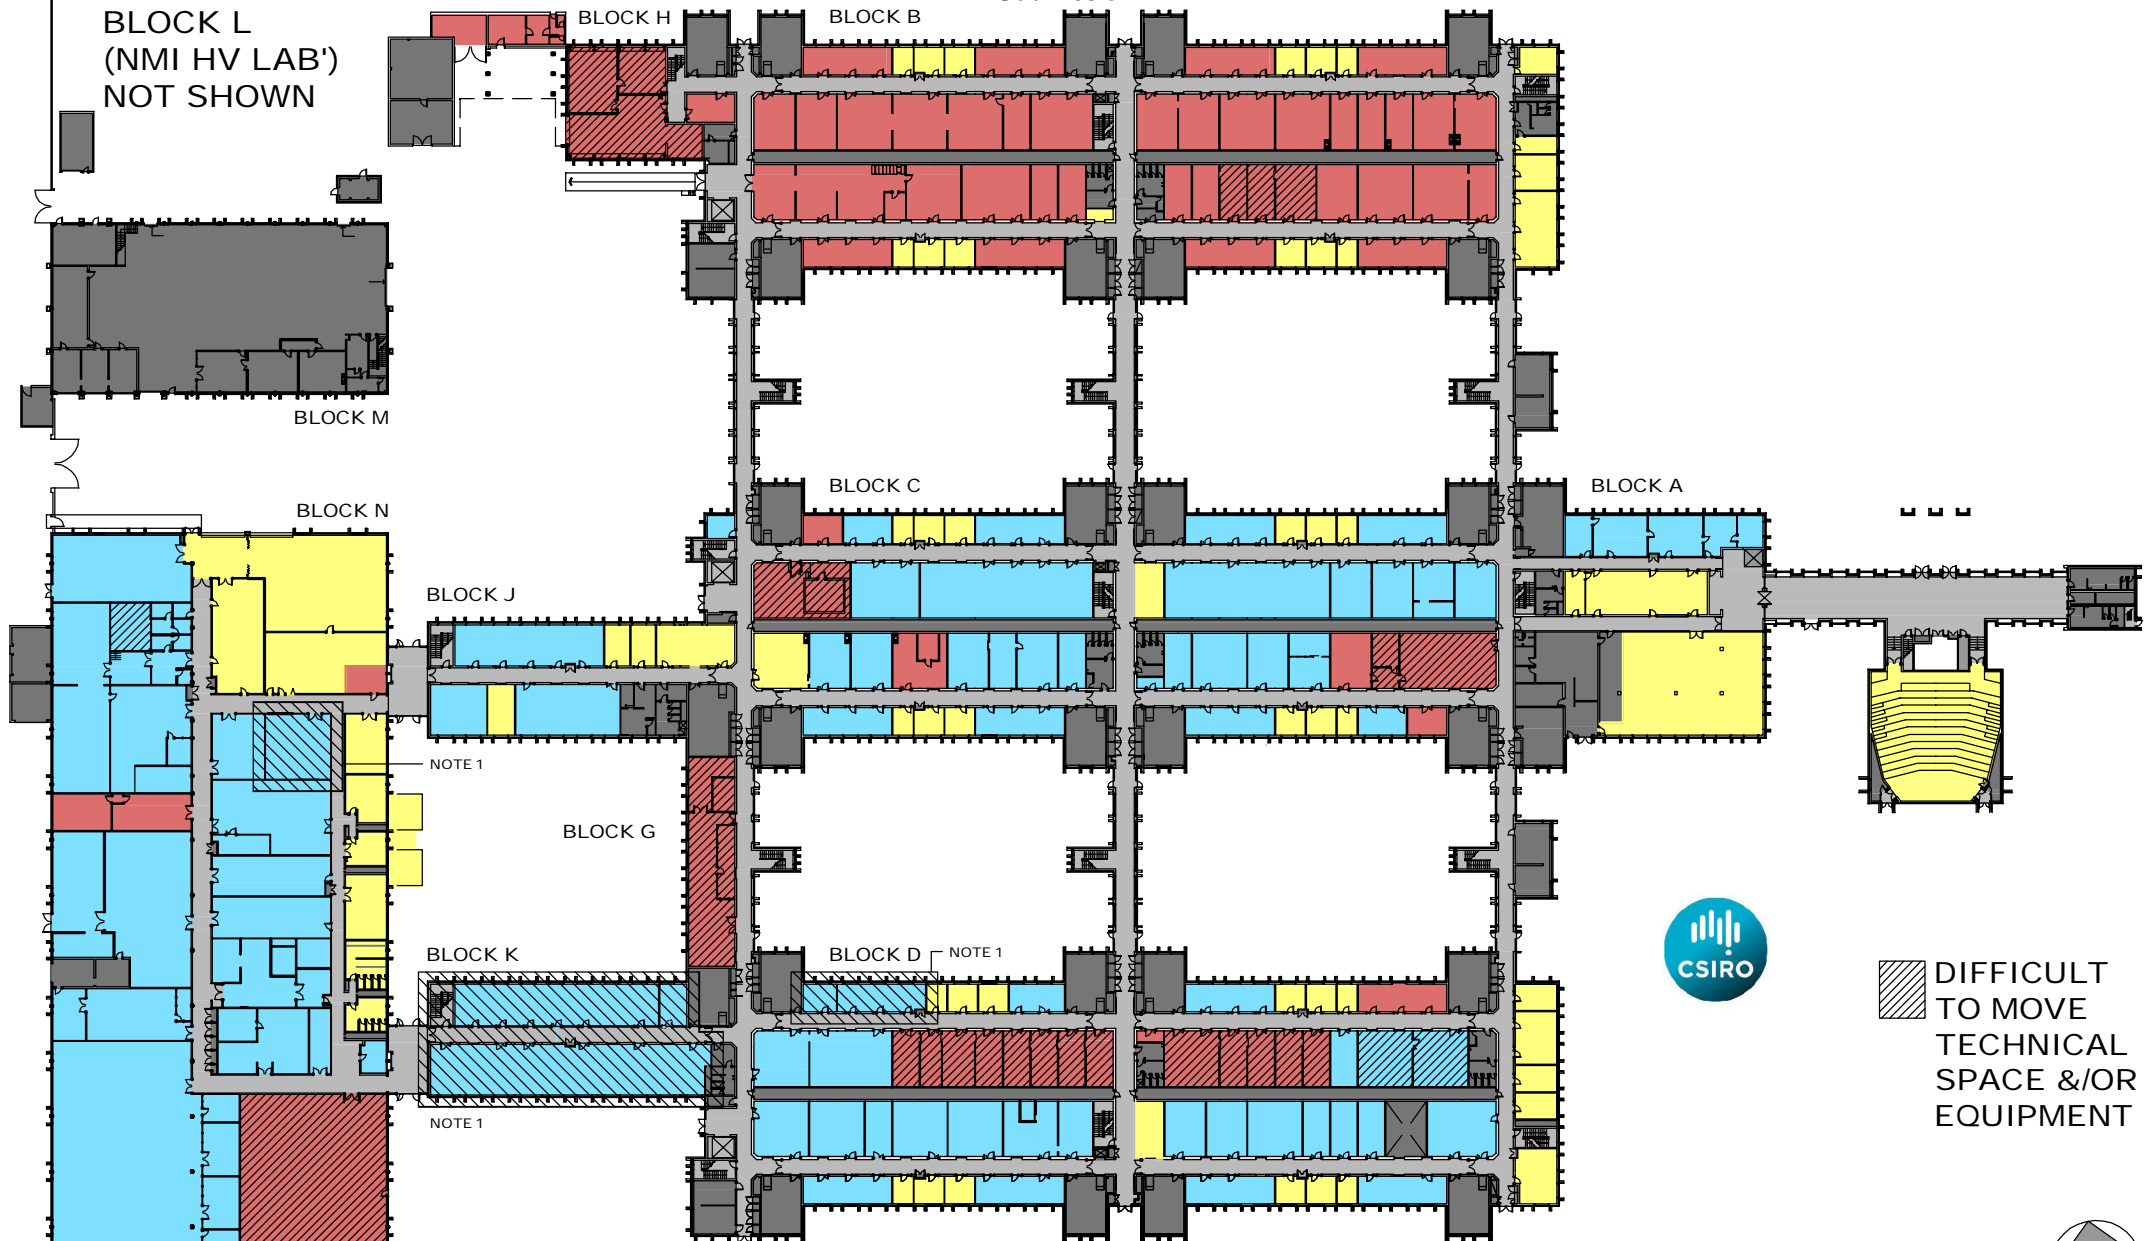 BLOCK L
(NMI HV LAB')
NOT SHOWN
BLOCK H
BLOCK B
BLOCK M
BLOCK N
BLOCK C
BLOCK A
BLOCK J
NOTE 1
BLOCK G
BLOCK K
BLOCK D
NOTE 1
NOTE 1
CSIRO
DIFFICULT
TO MOVE
TECHNICAL
SPACE &/OR
EQUIPMENT